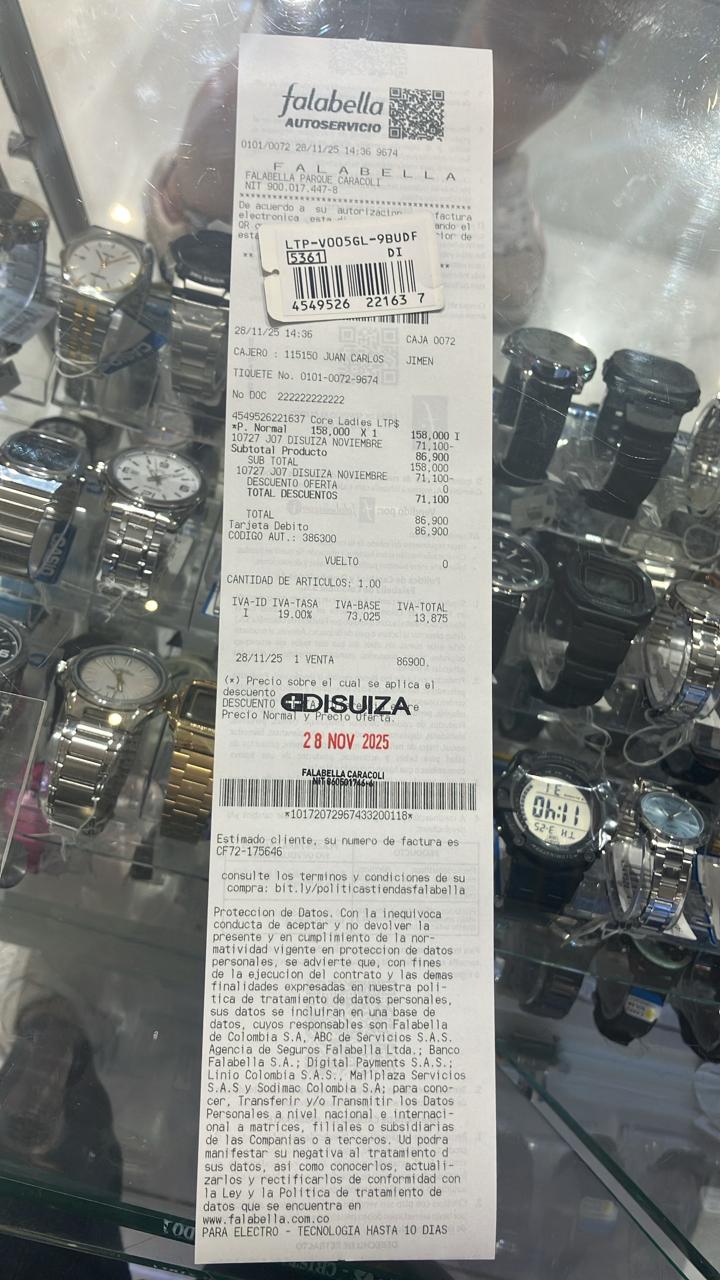 falabella
AUTOSERVICIO
0101/0072 28/11/25 14:36 9674
F A L A B E L L A
FALABELLA PARQUE CARACOLI
NIT 900.017.447-8
De acuerdo a su autorizacion factura
electronica esta
QR ando el
ior de
LTP-V005GL-9BUDF
5361 DI
4549526 22163 7
28/11/25 14:36 CAJA 0072
CAJERO : 115150 JUAN CARLOS JIMEN
TIQUETE No. 0101-0072-9674
No DOC 222222222222
4549526221637 Core Ladies LTP$
*P. Normal 158,000 X 1 158,000 I
10727 J07 DISUIZA NOVIEMBRE 71,100-
Subtotal Producto 86,900
SUB TOTAL 158,000
10727 J07 DISUIZA NOVIEMBRE 71,100-
DESCUENTO OFERTA 0
TOTAL DESCUENTOS 71,100
TOTAL 86,900
Tarjeta Debito 86,900
CODIGO AUT.: 386300
VUELTO 0
CANTIDAD DE ARTICULOS: 1.00
IVA-ID IVA-TASA IVA-BASE IVA-TOTAL
I 19.00% 73,025 13,875
28/11/25 1 VENTA 86900.
(*) Precio sobre el cual se aplica el
descuento
DESCUENTO
DISUIZA
Precio Normal y Precio Oferta.
28 NOV 2025
FALABELLA CARACOLI
NIT 860501746-6
*10172072967433200118*
Estimado cliente, su numero de factura es
CF72-175646
consulte los terminos y condiciones de su
compra: bit.ly/politicastiendasfalabella
Proteccion de Datos. Con la inequivoca
conducta de aceptar y no devolver la
presente y en cumplimiento de la nor-
matividad vigente en proteccion de datos
personales, se advierte que, con fines
de la ejecucion del contrato y las demas
finalidades expresadas en nuestra poli-
tica de tratamiento de datos personales,
sus datos se incluiran en una base de
datos, cuyos responsables son Falabella
de Colombia S.A, ABC de Servicios S.A.S.
Agencia de Seguros Falabella Ltda.; Banco
Falabella S.A.; Digital Payments S.A.S.;
Linio Colombia S.A.S., Mallplaza Servicios
S.A.S y Sodimac Colombia S.A; para cono-
cer, Transferir y/o Transmitir los Datos
Personales a nivel nacional e internaci-
onal a matrices, filiales o subsidiarias
de las Companias o a terceros. Ud podra
manifestar su negativa al tratamiento d
sus datos, asi como conocerlos, actuali-
zarlos y rectificarlos de conformidad con
la Ley y la Politica de tratamiento de
datos que se encuentra en
www.falabella.com.co
PARA ELECTRO - TECNOLOGIA HASTA 10 DIAS
CASIO